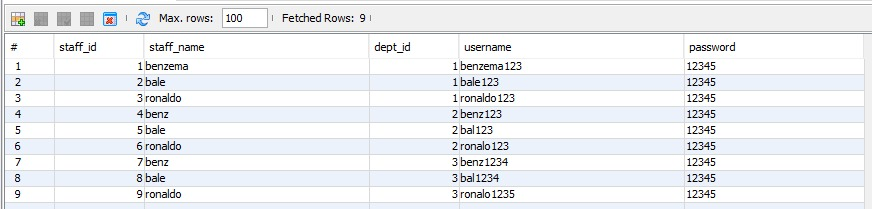 Max. rows: 100 Fetched Rows: 9
# staff_id staff_name dept_id username password
1 1 benzema 1 benzema123 12345
2 2 bale 1 bale123 12345
3 3 ronaldo 1 ronaldo123 12345
4 4 benz 2 benz123 12345
5 5 bale 2 bal123 12345
6 6 ronaldo 2 ronalo123 12345
7 7 benz 3 benz1234 12345
8 8 bale 3 bal1234 12345
9 9 ronaldo 3 ronalo1235 12345